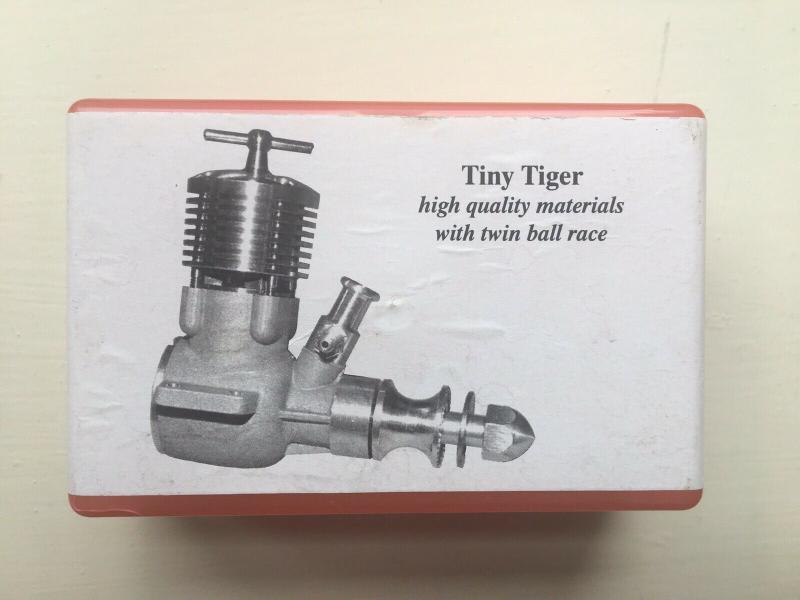 Tiny Tiger
high quality materials
with twin ball race